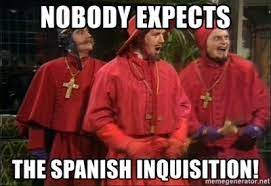 NOBODY EXPECTS
THE SPANISH INQUISITION!
memegenerator.net